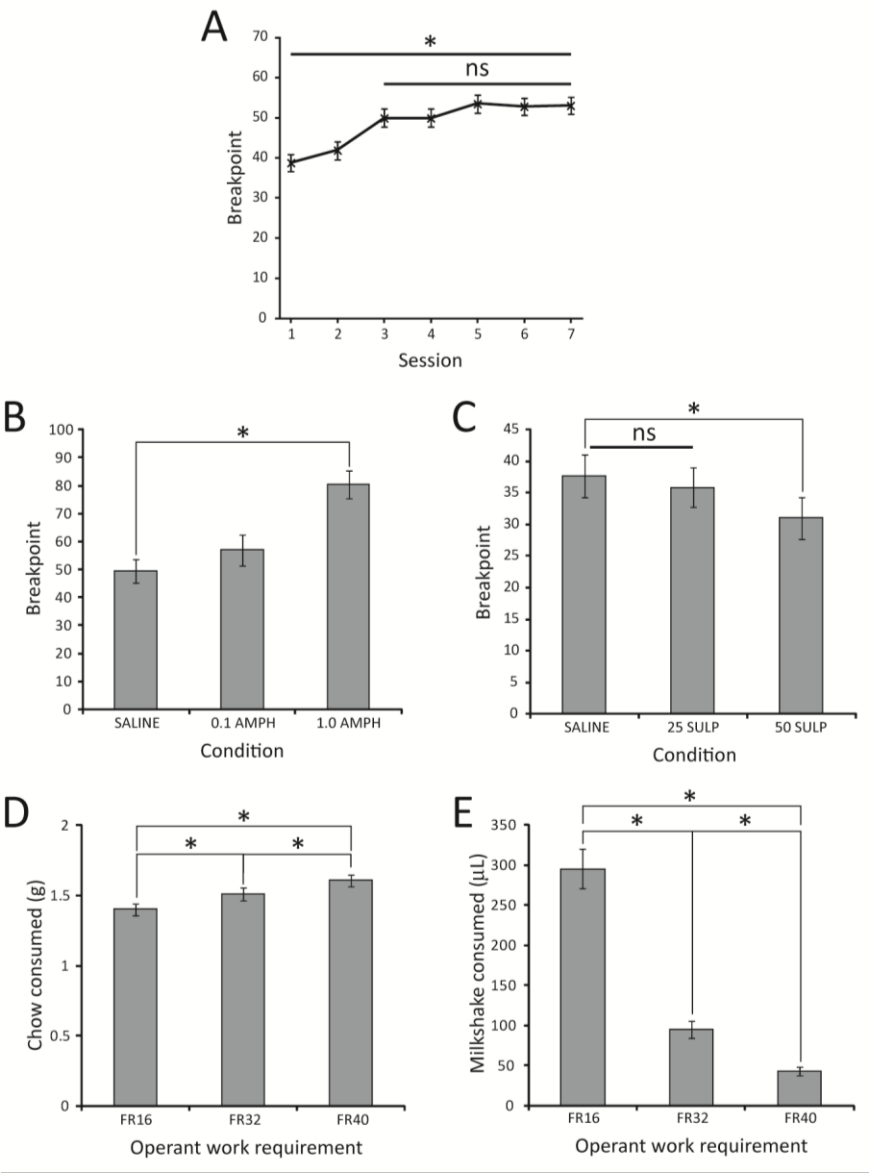 A
70
60
50
40
30
20
10
0
*
ns
Breakpoint
1 2 3 4 5 6 7
Session
B
100
90
80
70
60
50
40
30
20
10
0
*
Breakpoint
SALINE 0.1 AMPH 1.0 AMPH
Condition
C
45
40
35
30
25
20
15
10
5
0
*
ns
Breakpoint
SALINE 25 SULP 50 SULP
Condition
D
2
1.5
1
0.5
0
*
* *
Chow consumed (g)
FR16 FR32 FR40
Operant work requirement
E
350
300
250
200
150
100
50
0
*
* *
Milkshake consumed (µL)
FR16 FR32 FR40
Operant work requirement